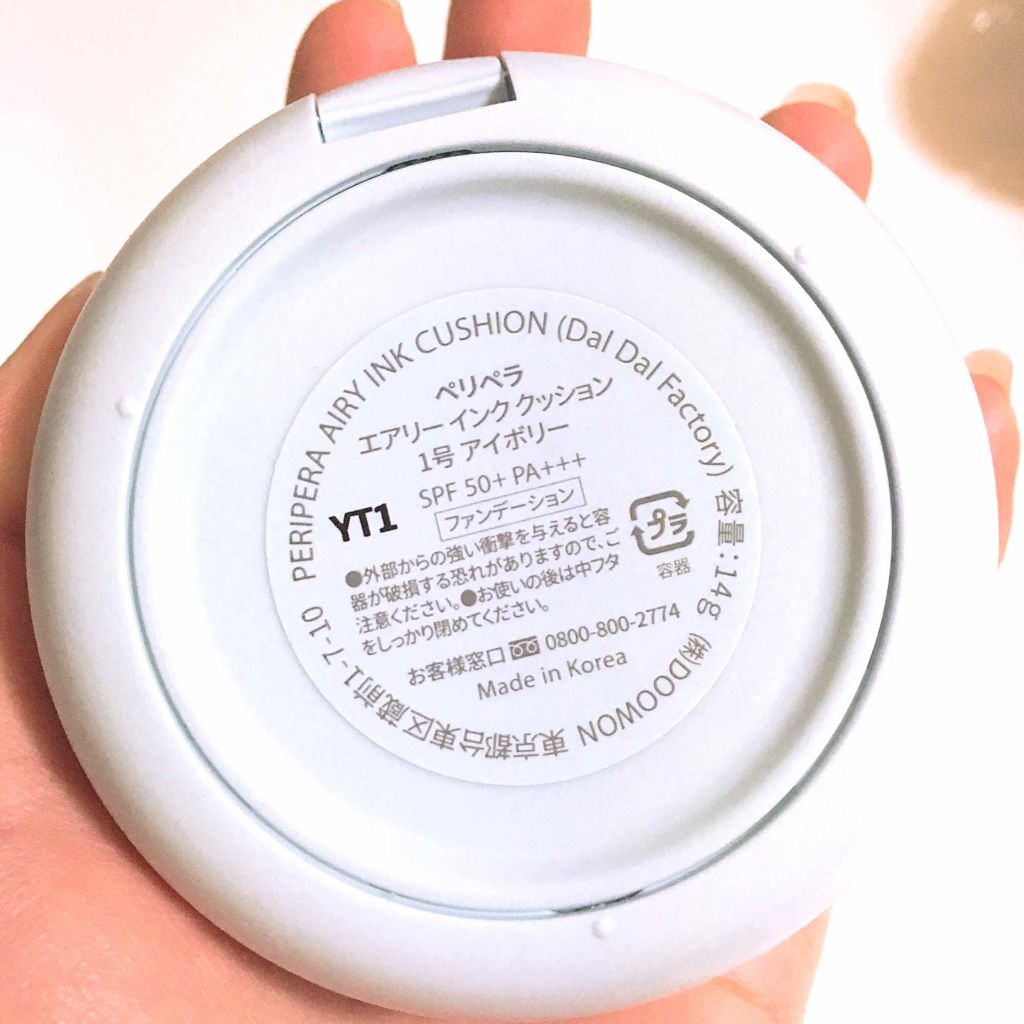 PERIPERA AIRY INK CUSHION (Dal Dal Factory) 容量:14g ㈱DOOWON 東京都台東区蔵前1-7-10
ペリペラ
エアリー インク クッション
1号 アイボリー
SPF 50+ PA+++
YT1
ファンデーション
●外部からの強い衝撃を与えると容
器が破損する恐れがありますので、ご
注意ください。●お使いの後は中フタ
をしっかり閉めてください。
プラ
容器
お客様窓口 0800-800-2774
Made in Korea